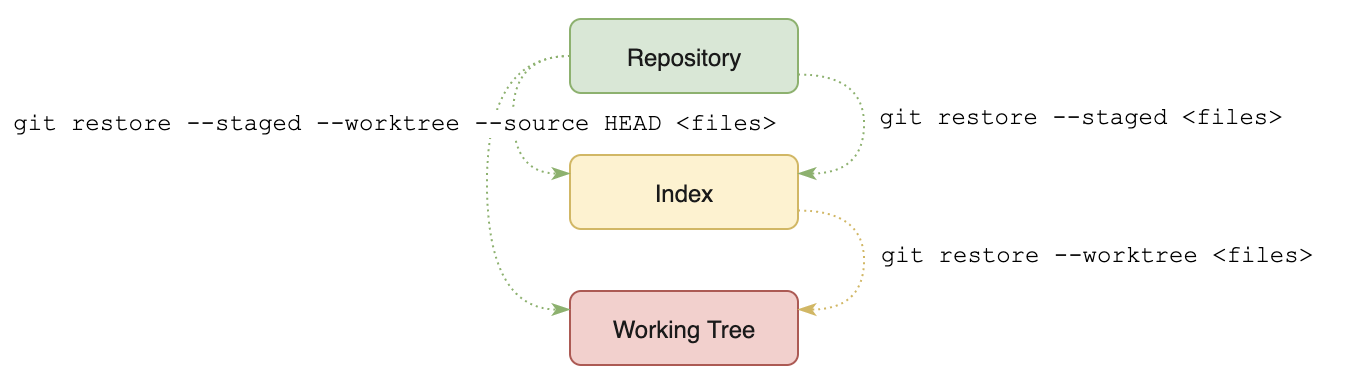 Repository
git restore --staged --worktree --source HEAD <files>
git restore --staged <files>
Index
git restore --worktree <files>
Working Tree